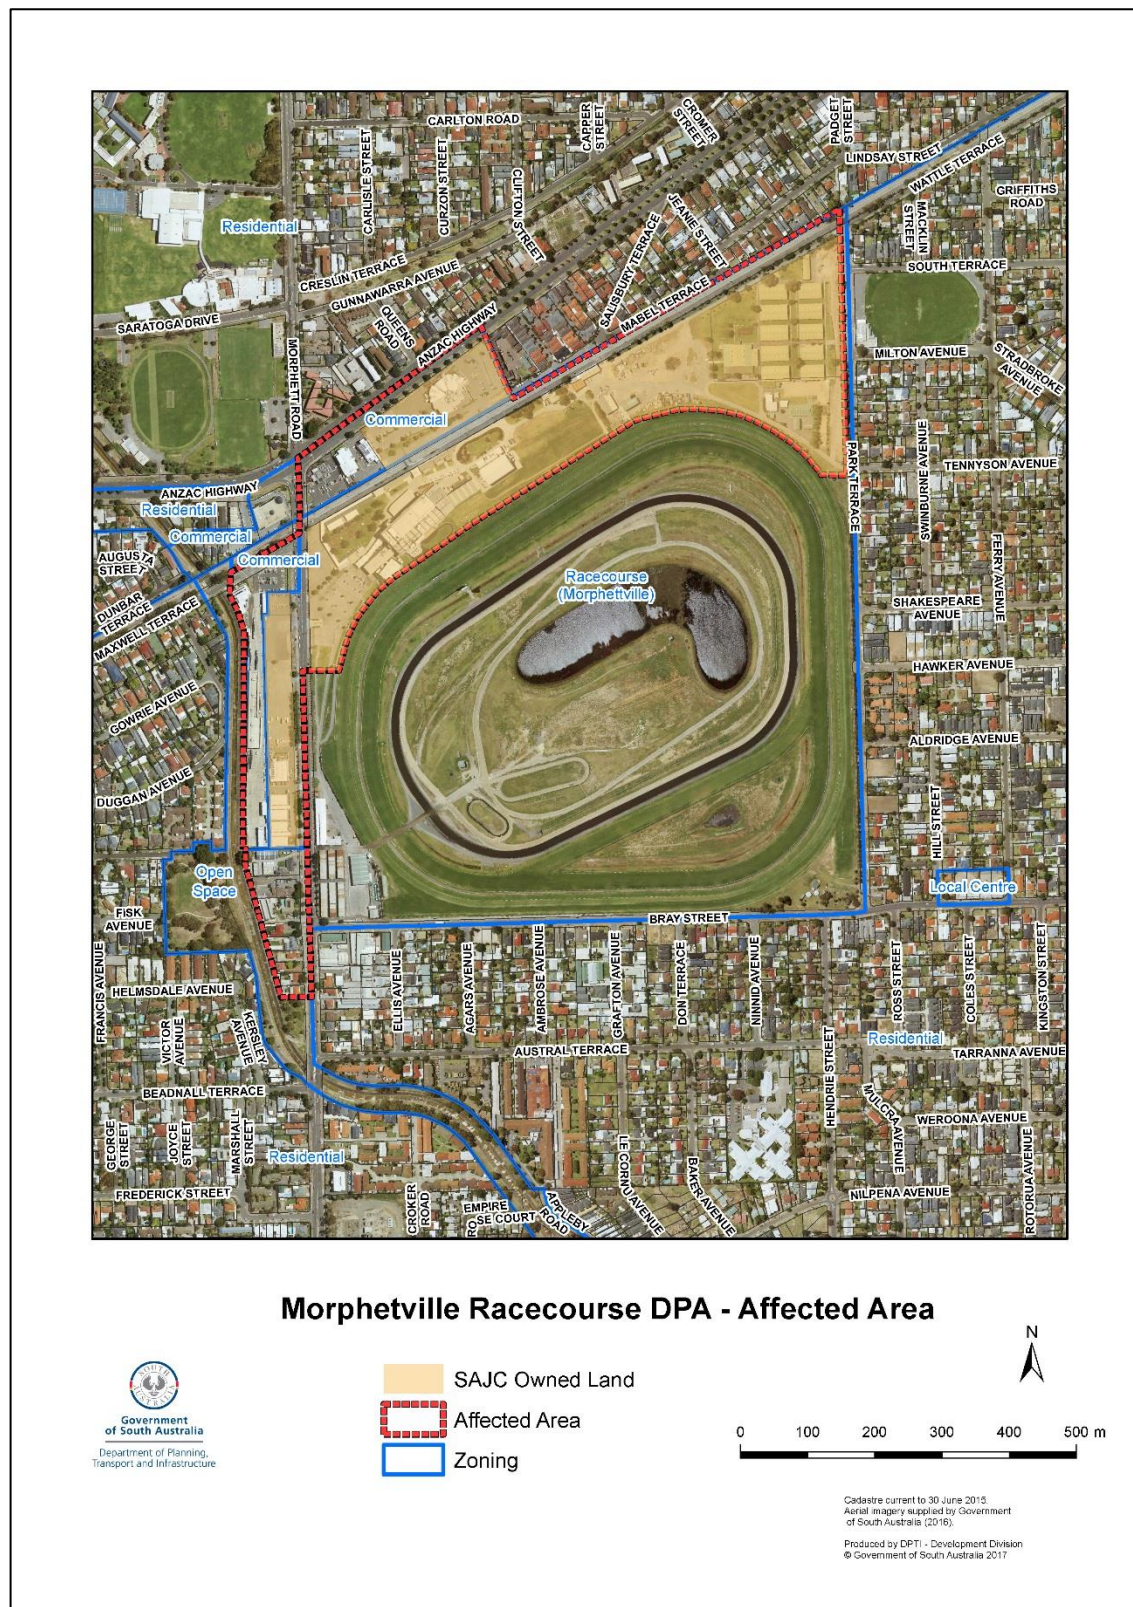 CARLTON ROAD
CARLISLE STREET
CURZON STREET
CAPPER STREET
CROMER STREET
PADGET STREET
LINDSAY STREET
WATTLE TERRACE
GRIFFITHS ROAD
MACKLIN STREET
SOUTH TERRACE
Residential
CLIFTON STREET
JEANIE STREET
SALISBURY TERRACE
MABEL TERRACE
CRESLIN TERRACE
GUNNAWARRA AVENUE
QUEENS ROAD
ANZAC HIGHWAY
SARATOGA DRIVE
MORPHETT ROAD
MILTON AVENUE
STRADBROKE AVENUE
Commercial
PARK TERRACE
SWINBURNE AVENUE
TENNYSON AVENUE
FERRY AVENUE
ANZAC HIGHWAY
Residential
Commercial
Commercial
AUGUSTA STREET
DUNBAR TERRACE
MAXWELL TERRACE
Racecourse
(Morphettville)
SHAKESPEARE AVENUE
HAWKER AVENUE
GOWRIE AVENUE
ALDRIDGE AVENUE
DUGGAN AVENUE
HILL STREET
Open
Space
Local Centre
FISK AVENUE
BRAY STREET
FRANCIS AVENUE
HELMSDALE AVENUE
ELLIS AVENUE
AGARS AVENUE
AMBROSE AVENUE
GRAFTON AVENUE
DON TERRACE
NINNID AVENUE
ROSS STREET
COLES STREET
KINGSTON STREET
VICTOR AVENUE
KERSLEY AVENUE
AUSTRAL TERRACE
HENDRIE STREET
Residential
TARRANNA AVENUE
BEADNALL TERRACE
GEORGE STREET
JOYCE STREET
MARSHALL STREET
MULCRA AVENUE
WEROONA AVENUE
Residential
FREDERICK STREET
CROKER ROAD
EMPIRE ROSE COURT
APPLEBY ROAD
LE CORNU AVENUE
BAKER AVENUE
NILPENA AVENUE
ROTORUA AVENUE
Morphetville Racecourse DPA - Affected Area
N
SOUTH
AUSTRALIA
Government
of South Australia
Department of Planning,
Transport and Infrastructure
SAJC Owned Land
Affected Area
Zoning
0 100 200 300 400 500 m
Cadastre current to 30 June 2015.
Aerial imagery supplied by Government
of South Australia (2016).
Produced by DPTI - Development Division
© Government of South Australia 2017